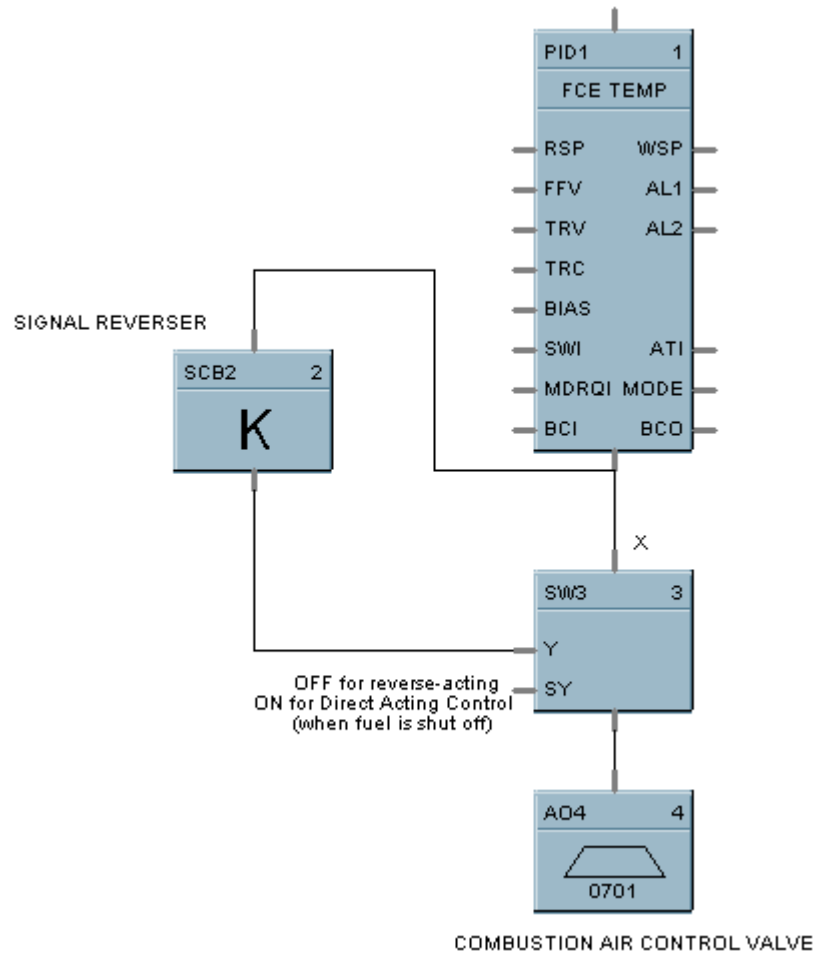 PID1 1
FCE TEMP
RSP WSP
FFV AL1
TRV AL2
TRC
BIAS
SWI ATI
MDRQI MODE
BCI BCO
SIGNAL REVERSER
SCB2 2
K
X
SW3 3
Y
SY
OFF for reverse-acting
ON for Direct Acting Control
(when fuel is shut off)
AO4 4
0701
COMBUSTION AIR CONTROL VALVE